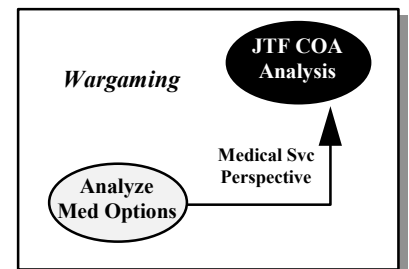 JTF COA
Analysis
Wargaming
Medical Svc
Perspective
Analyze
Med Options